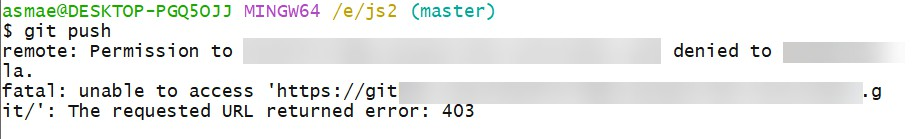 asmae@DESKTOP-PGQ5OJJ MINGW64 /e/js2 (master)
$ git push
remote: Permission to denied to
la.
fatal: unable to access 'https://git .g
it/': The requested URL returned error: 403